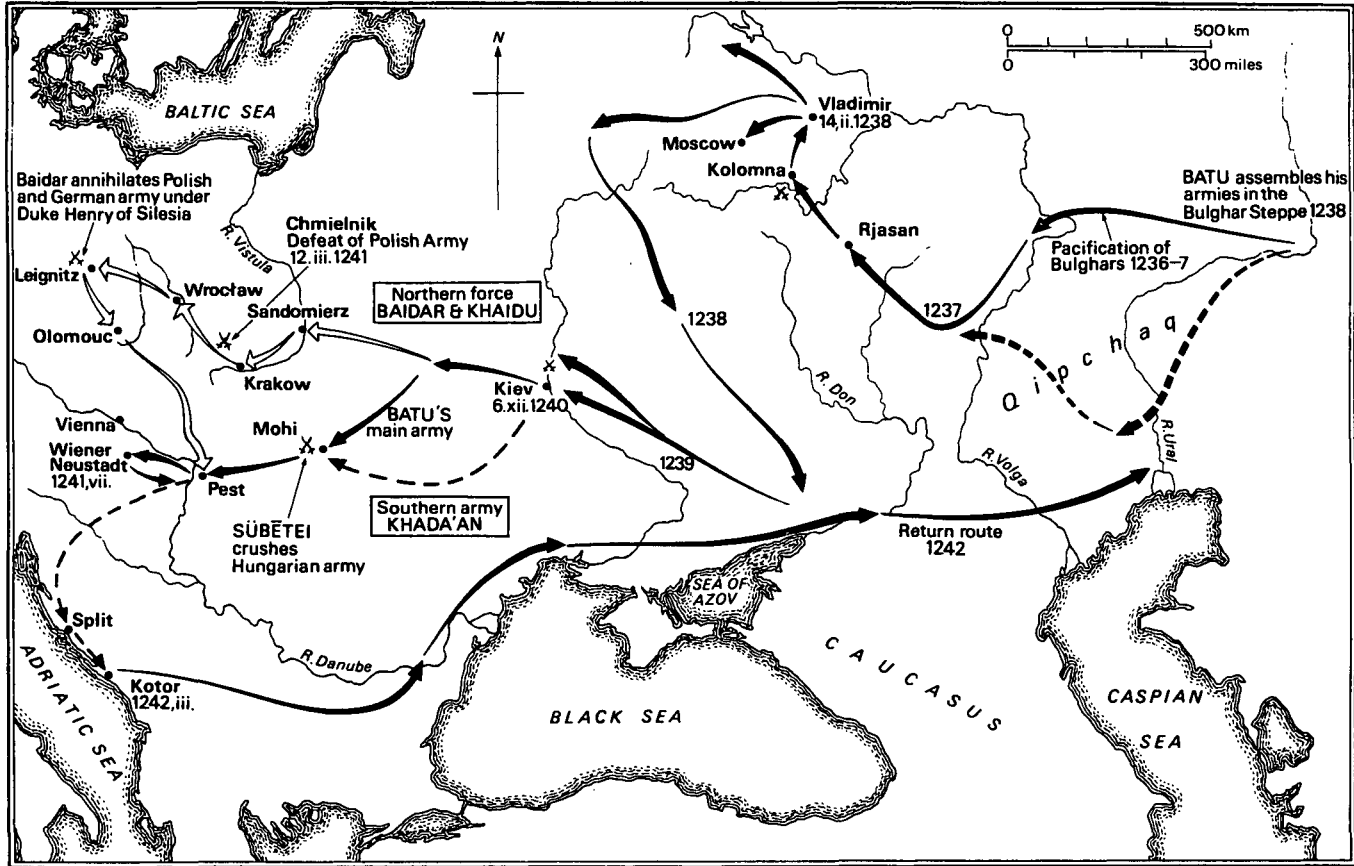 N
0 500 km
0 300 miles
BALTIC SEA
Vladimir
14,ii.1238
Moscow
Kolomna
Baidar annihilates Polish
and German army under
Duke Henry of Silesia
BATU assembles his
armies in the
Bulghar Steppe 1238
Chmielnik
Defeat of Polish Army
12.iii.1241
R. Vistula
Rjasan
Pacification of
Bulghars 1236–7
Leignitz
Wrocław
Sandomierz
Northern force
BAIDAR & KHAIDU
1237
1238
Olomouc
Krakow
Kiev
6.xii.1240
R. Don
Qipchaq
BATU'S
main army
Vienna
Mohi
Wiener
Neustadt
1241,vii.
Pest
1239
R. Volga
R. Ural
SÜBĒTEI
crushes
Hungarian army
Southern army
KHADA'AN
Return route
1242
SEA OF
AZOV
Split
R. Danube
Kotor
1242,iii.
ADRIATIC SEA
BLACK SEA
CAUCASUS
CASPIAN
SEA